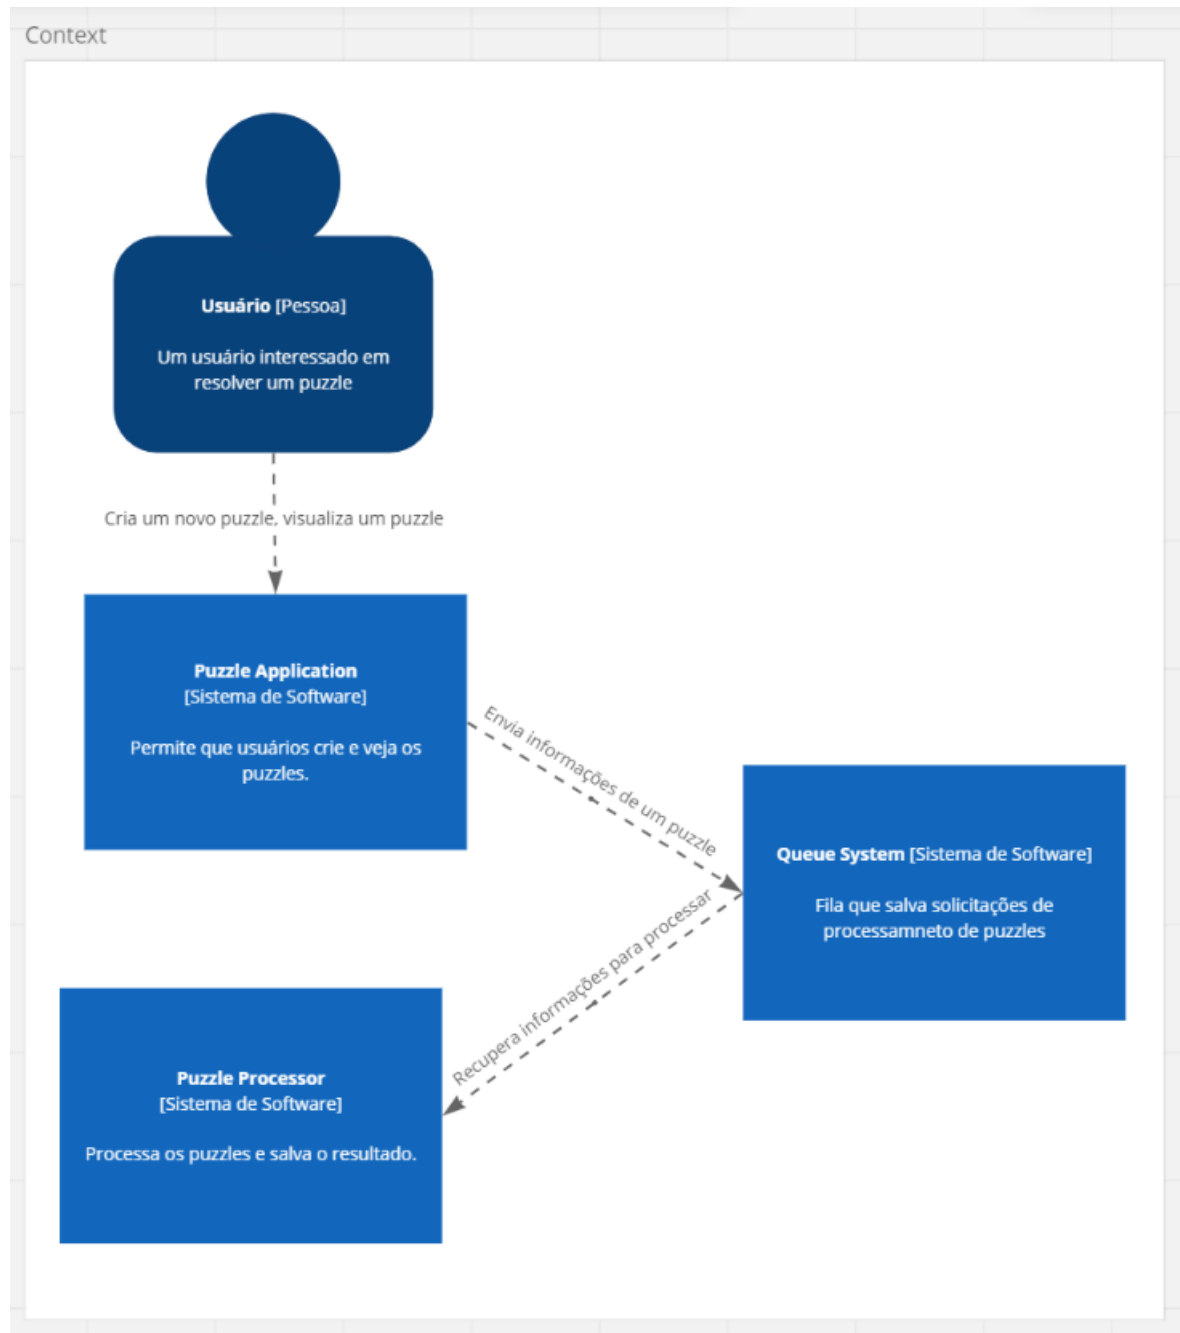 Context
Usuário [Pessoa]
Um usuário interessado em
resolver um puzzle
Cria um novo puzzle, visualiza um puzzle
Puzzle Application
[Sistema de Software]
Permite que usuários crie e veja os
puzzles.
Envia informações de um puzzle
Queue System [Sistema de Software]
Fila que salva solicitações de
processamneto de puzzles
Recupera informações para processar
Puzzle Processor
[Sistema de Software]
Processa os puzzles e salva o resultado.